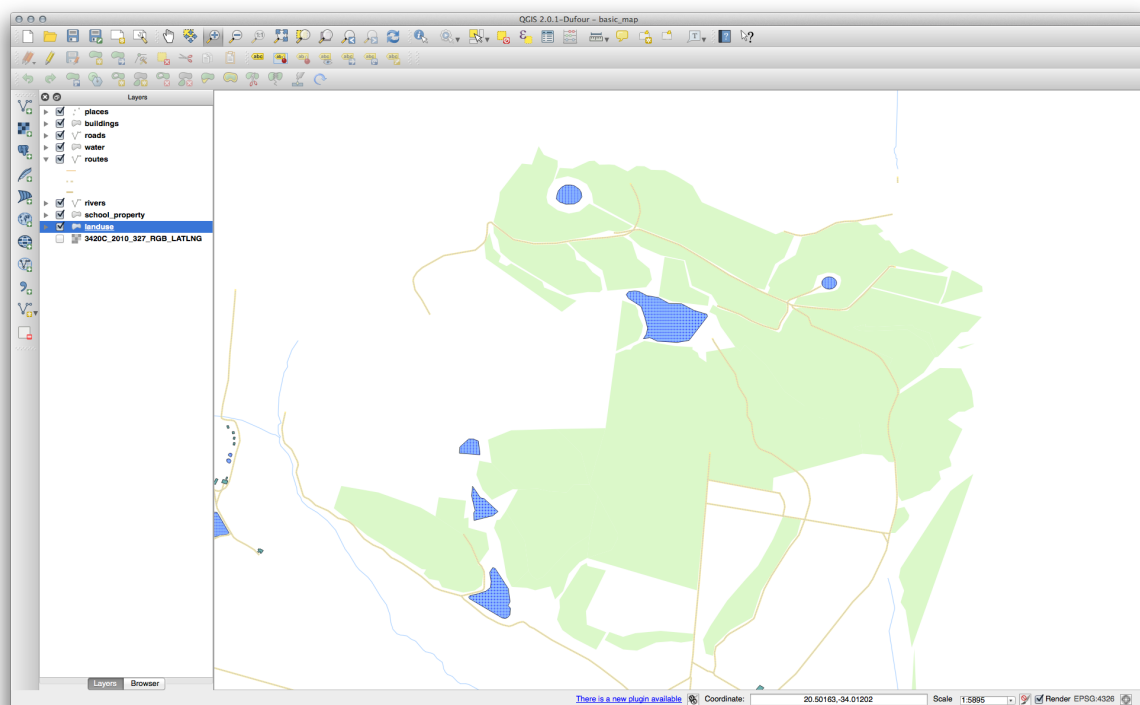 QGIS 2.0.1-Dufour - basic_map
Layers
places
buildings
roads
water
routes
rivers
school_property
landuse
3420C_2010_327_RGB_LATLNG
Layers Browser
There is a new plugin available Coordinate: 20.50163,-34.01202 Scale 1:5895 Render EPSG:4326